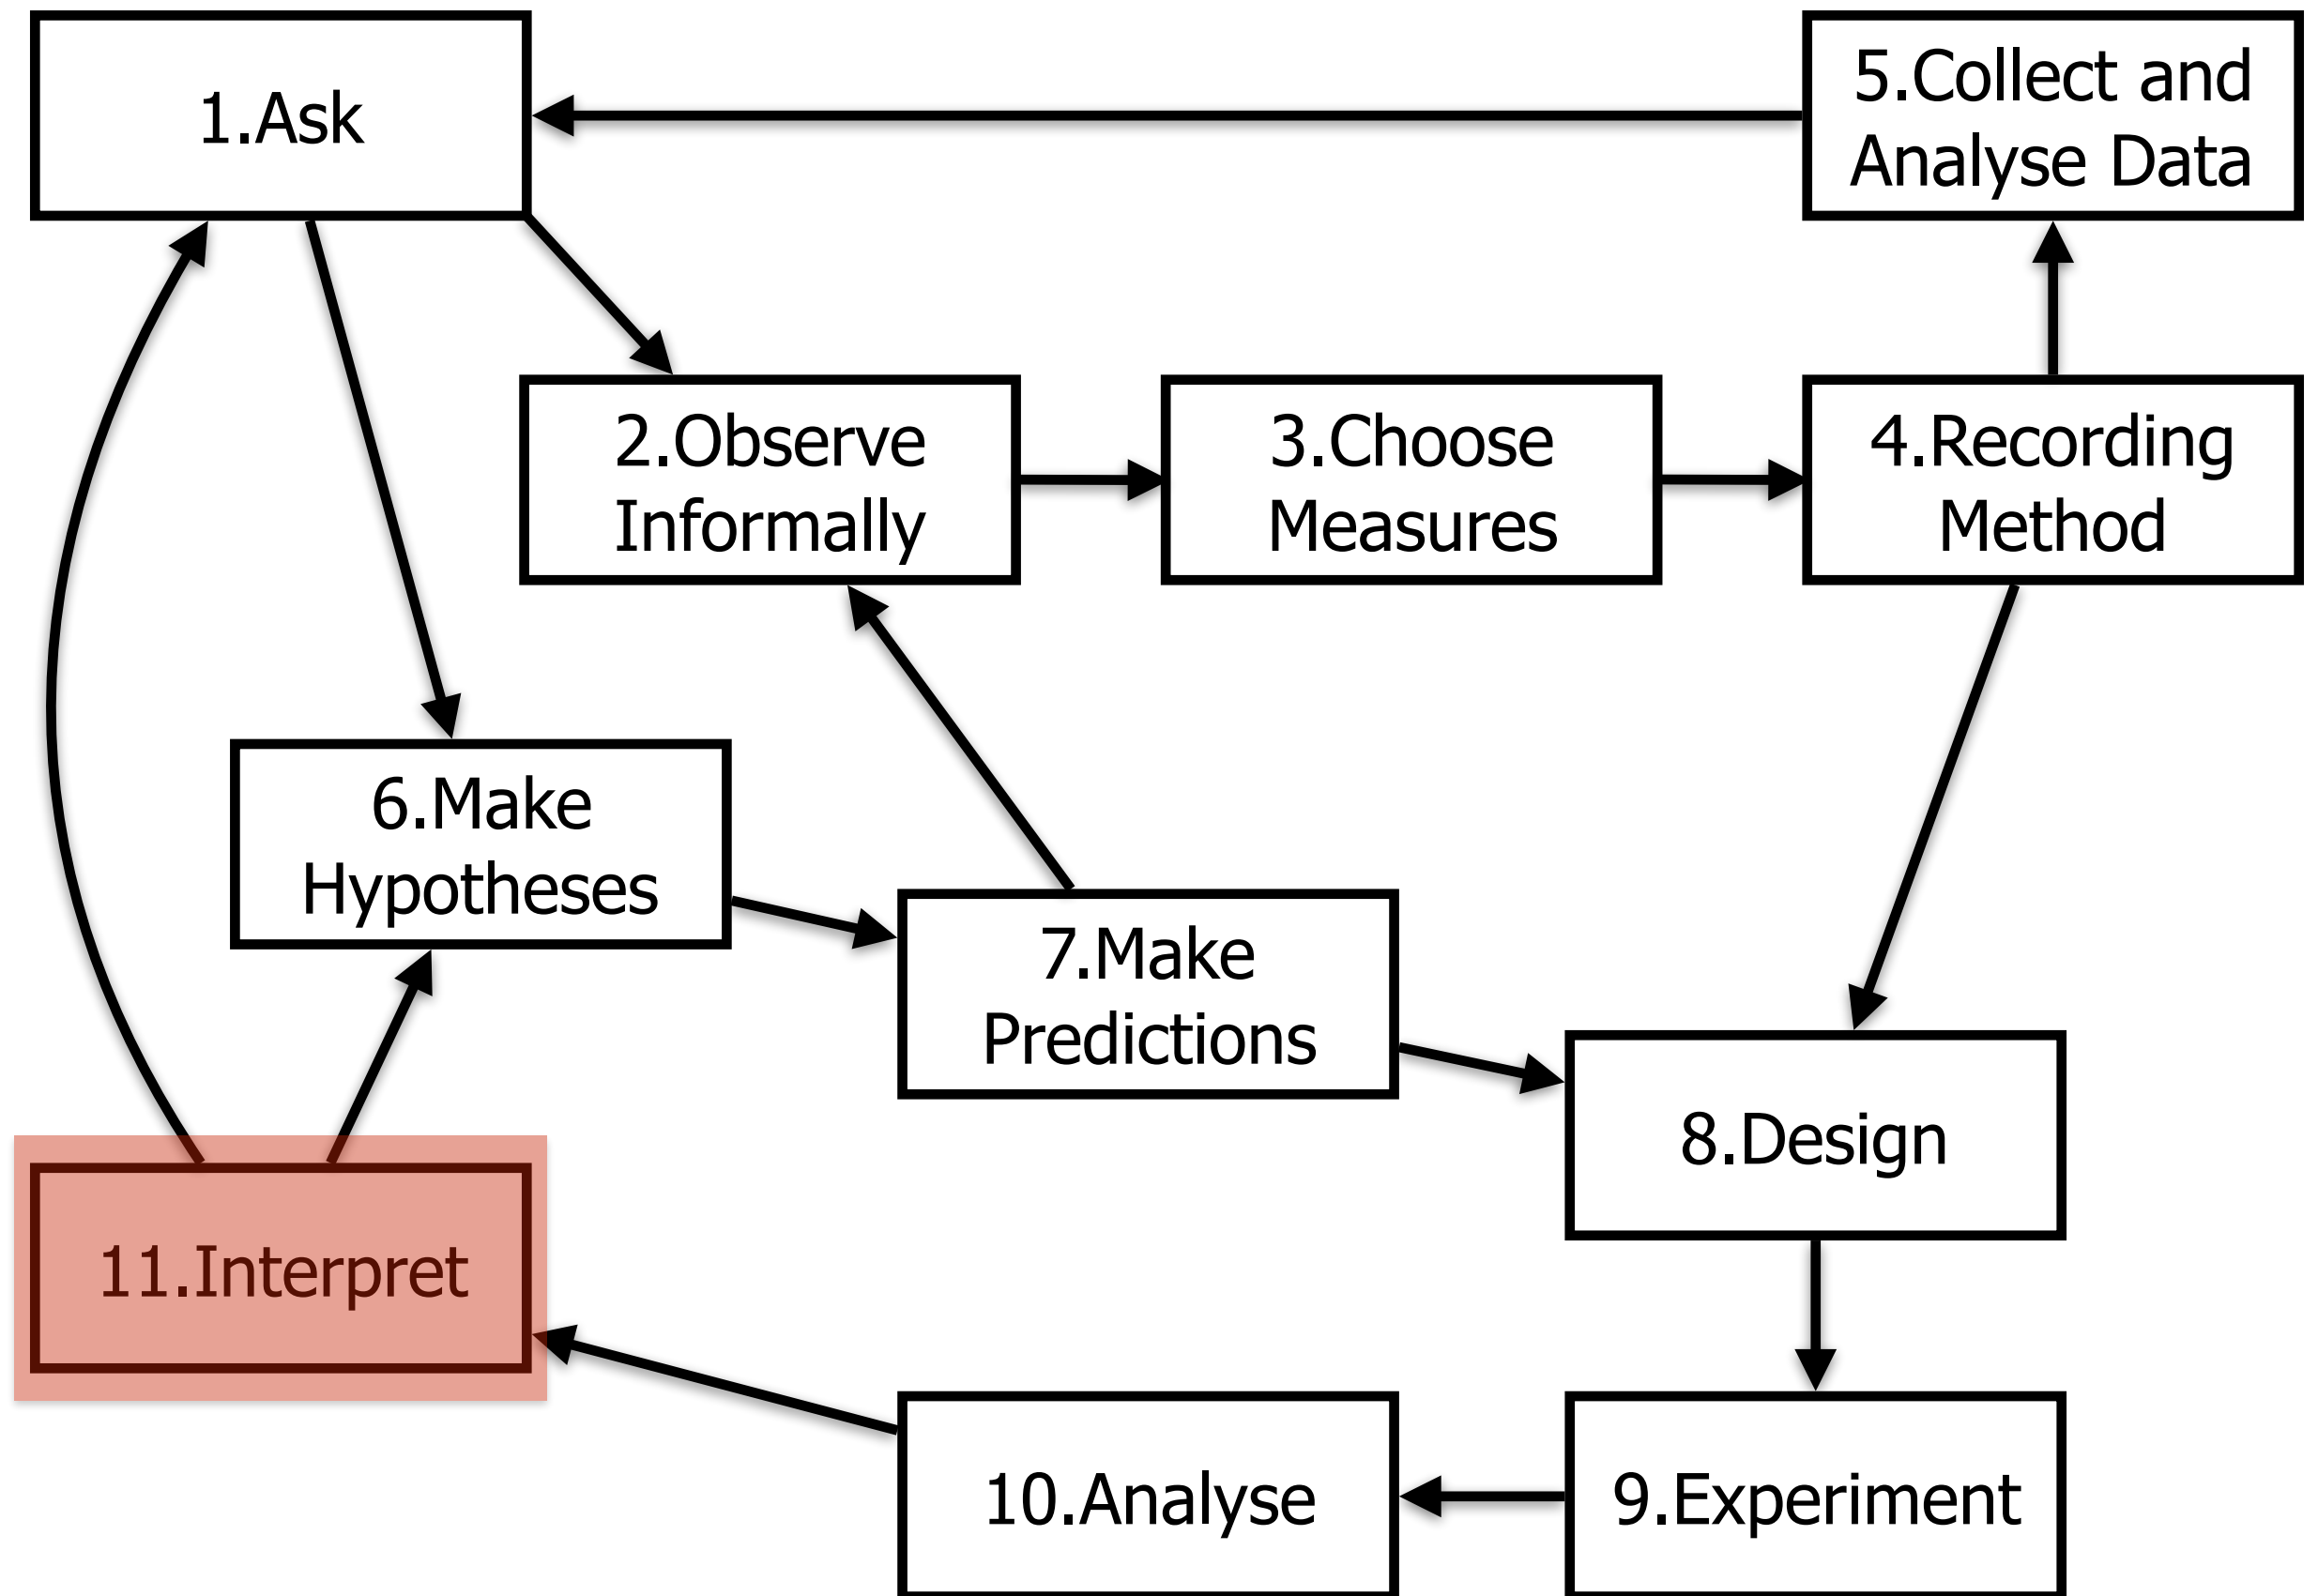 1.Ask
5.Collect and
Analyse Data
2.Observe
Informally
3.Choose
Measures
4.Recording
Method
6.Make
Hypotheses
7.Make
Predictions
8.Design
11.Interpret
10.Analyse
9.Experiment